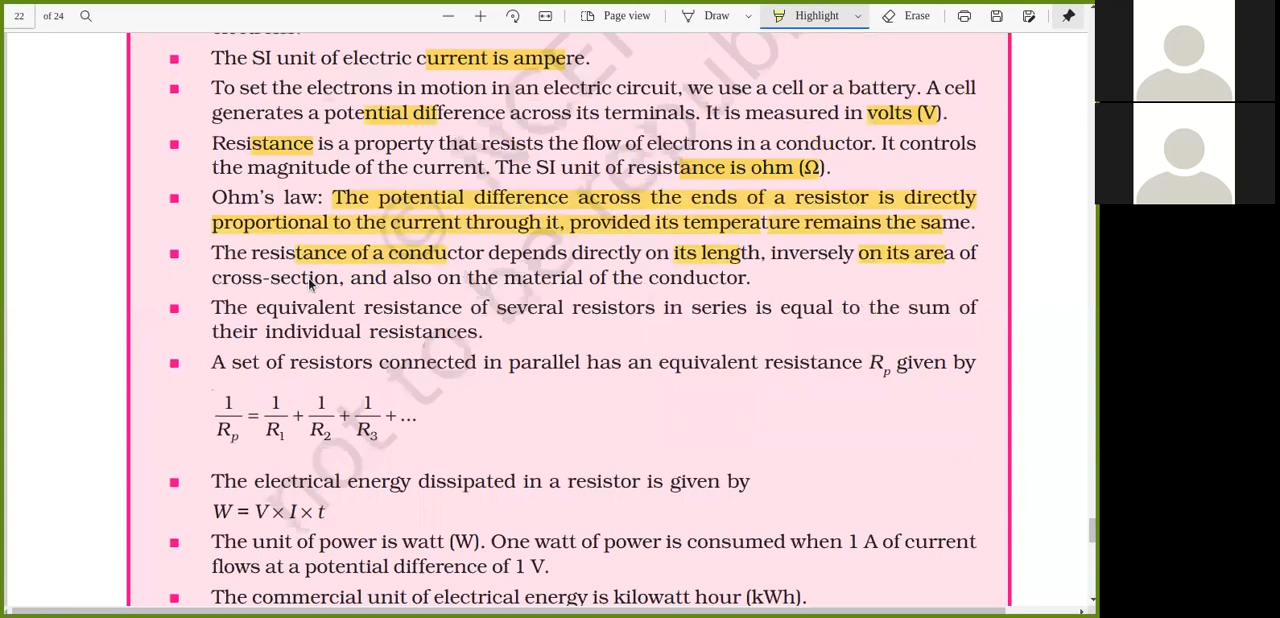 22 of 24 Page view Draw Highlight Erase
The SI unit of electric current is ampere.
To set the electrons in motion in an electric circuit, we use a cell or a battery. A cell
generates a potential difference across its terminals. It is measured in volts (V).
Resistance is a property that resists the flow of electrons in a conductor. It controls
the magnitude of the current. The SI unit of resistance is ohm (Ω).
Ohm's law: The potential difference across the ends of a resistor is directly
proportional to the current through it, provided its temperature remains the same.
The resistance of a conductor depends directly on its length, inversely on its area of
cross-section, and also on the material of the conductor.
The equivalent resistance of several resistors in series is equal to the sum of
their individual resistances.
A set of resistors connected in parallel has an equivalent resistance Rₚ given by
1/Rₚ = 1/R₁ + 1/R₂ + 1/R₃ + ...
The electrical energy dissipated in a resistor is given by
W = V × I × t
The unit of power is watt (W). One watt of power is consumed when 1 A of current
flows at a potential difference of 1 V.
The commercial unit of electrical energy is kilowatt hour (kWh).
not to be republ